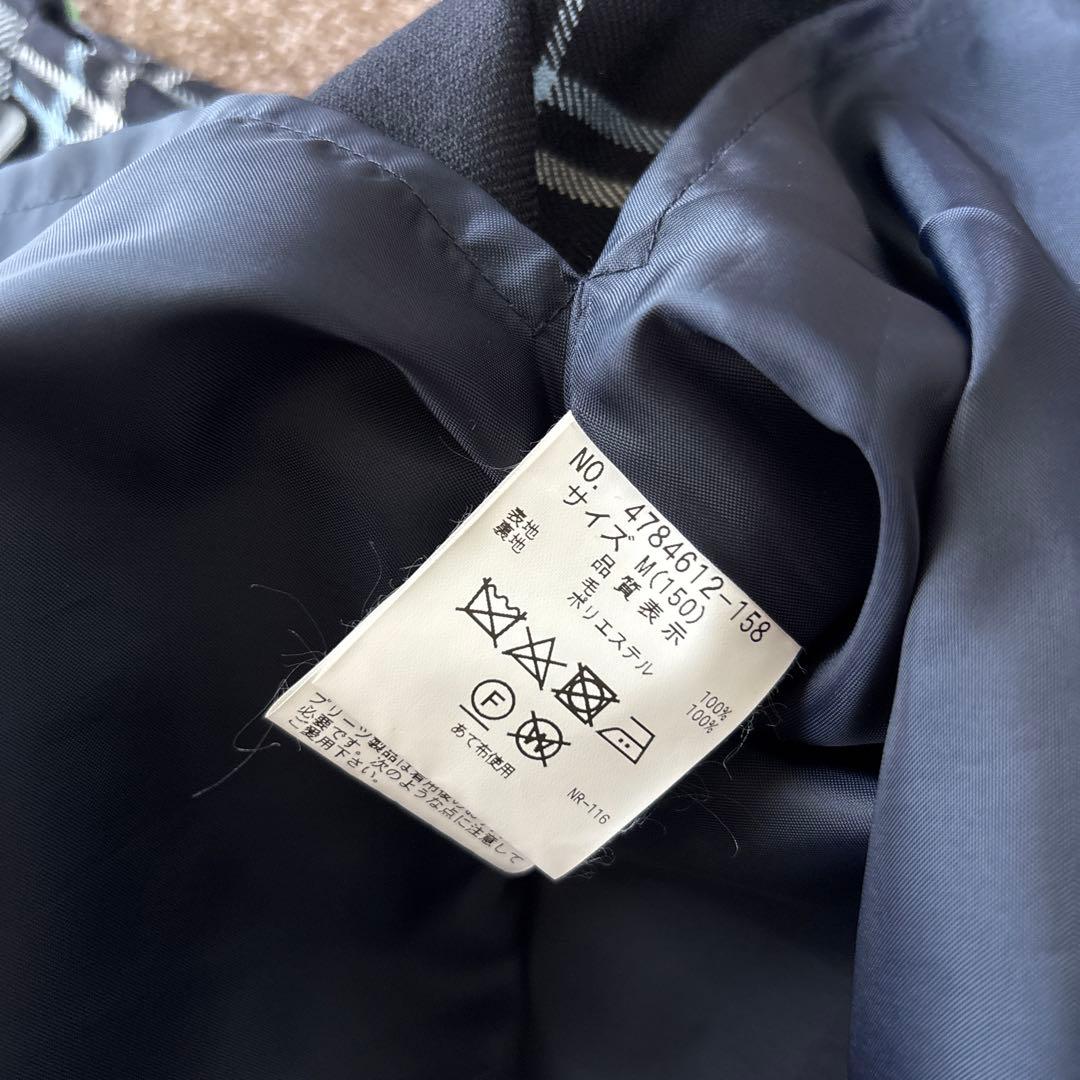 NO. 4784612-158
サイズ M(150)
品質表示
表地 毛 100%
裏地 ポリエステル 100%
F
W
あて布使用
NR-116
プリーツ製品は着用後
必要です。次のような点に注意して
ご愛用下さい。